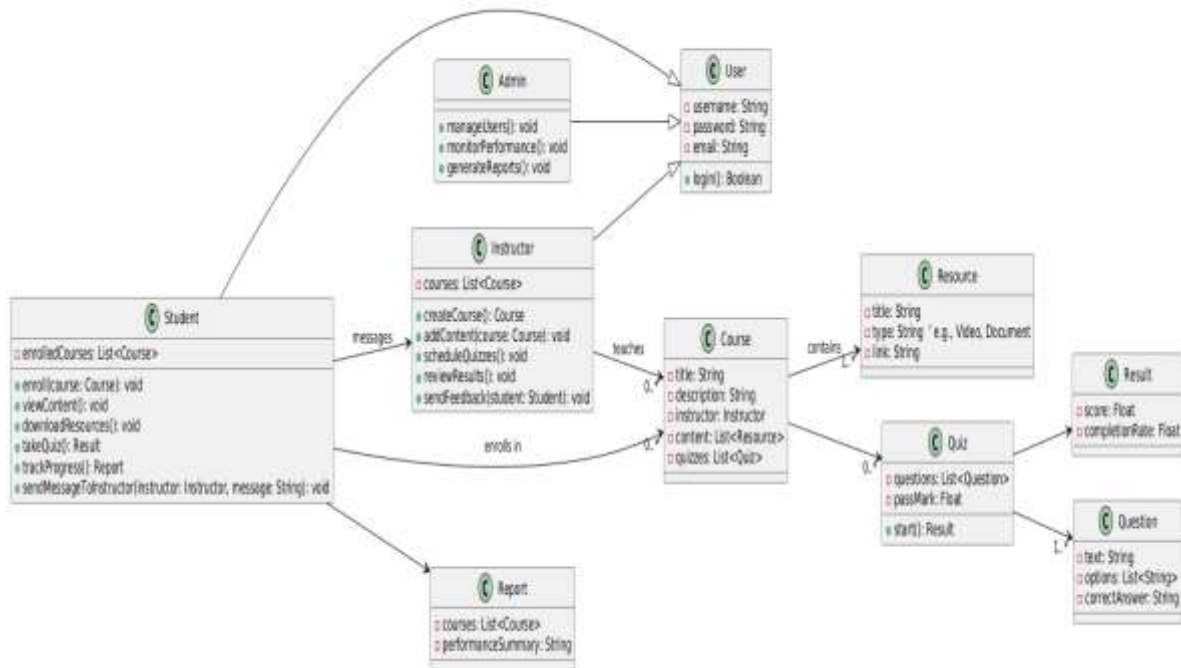 C User
username: String
password: String
email: String
login(): Boolean
C Admin
manageUsers(): void
monitorPerformance(): void
generateReports(): void
C Instructor
courses: List<Course>
createCourse(): Course
addContent(course: Course): void
scheduleQuizzes(): void
reviewResults(): void
sendFeedback(student: Student): void
C Student
enrolledCourses: List<Course>
enroll(course: Course): void
viewContent(): void
downloadResources(): void
takeQuiz(): Result
trackProgress(): Report
sendMessageToInstructor(instructor: Instructor, message: String): void
messages
teaches
0..
enrolls in
0..
C Course
title: String
description: String
instructor: Instructor
content: List<Resource>
quizzes: List<Quiz>
contains
1..
C Resource
title: String
type: String ' e.g., Video, Document
link: String
0..
C Quiz
questions: List<Question>
passMark: Float
start(): Result
C Result
score: Float
completionRate: Float
1..
C Question
text: String
options: List<String>
correctAnswer: String
C Report
courses: List<Course>
performanceSummary: String